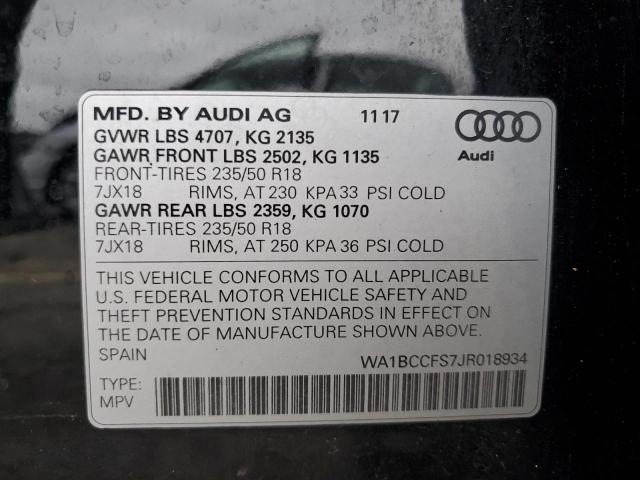 MFD. BY AUDI AG 11 17
GVWR LBS 4707, KG 2135
GAWR FRONT LBS 2502, KG 1135
FRONT-TIRES 235/50 R18
7JX18 RIMS, AT 230 KPA 33 PSI COLD
GAWR REAR LBS 2359, KG 1070
REAR-TIRES 235/50 R18
7JX18 RIMS, AT 250 KPA 36 PSI COLD
Audi
THIS VEHICLE CONFORMS TO ALL APPLICABLE
U.S. FEDERAL MOTOR VEHICLE SAFETY AND
THEFT PREVENTION STANDARDS IN EFFECT ON
THE DATE OF MANUFACTURE SHOWN ABOVE.
SPAIN WA1BCCFS7JR018934
TYPE:
MPV